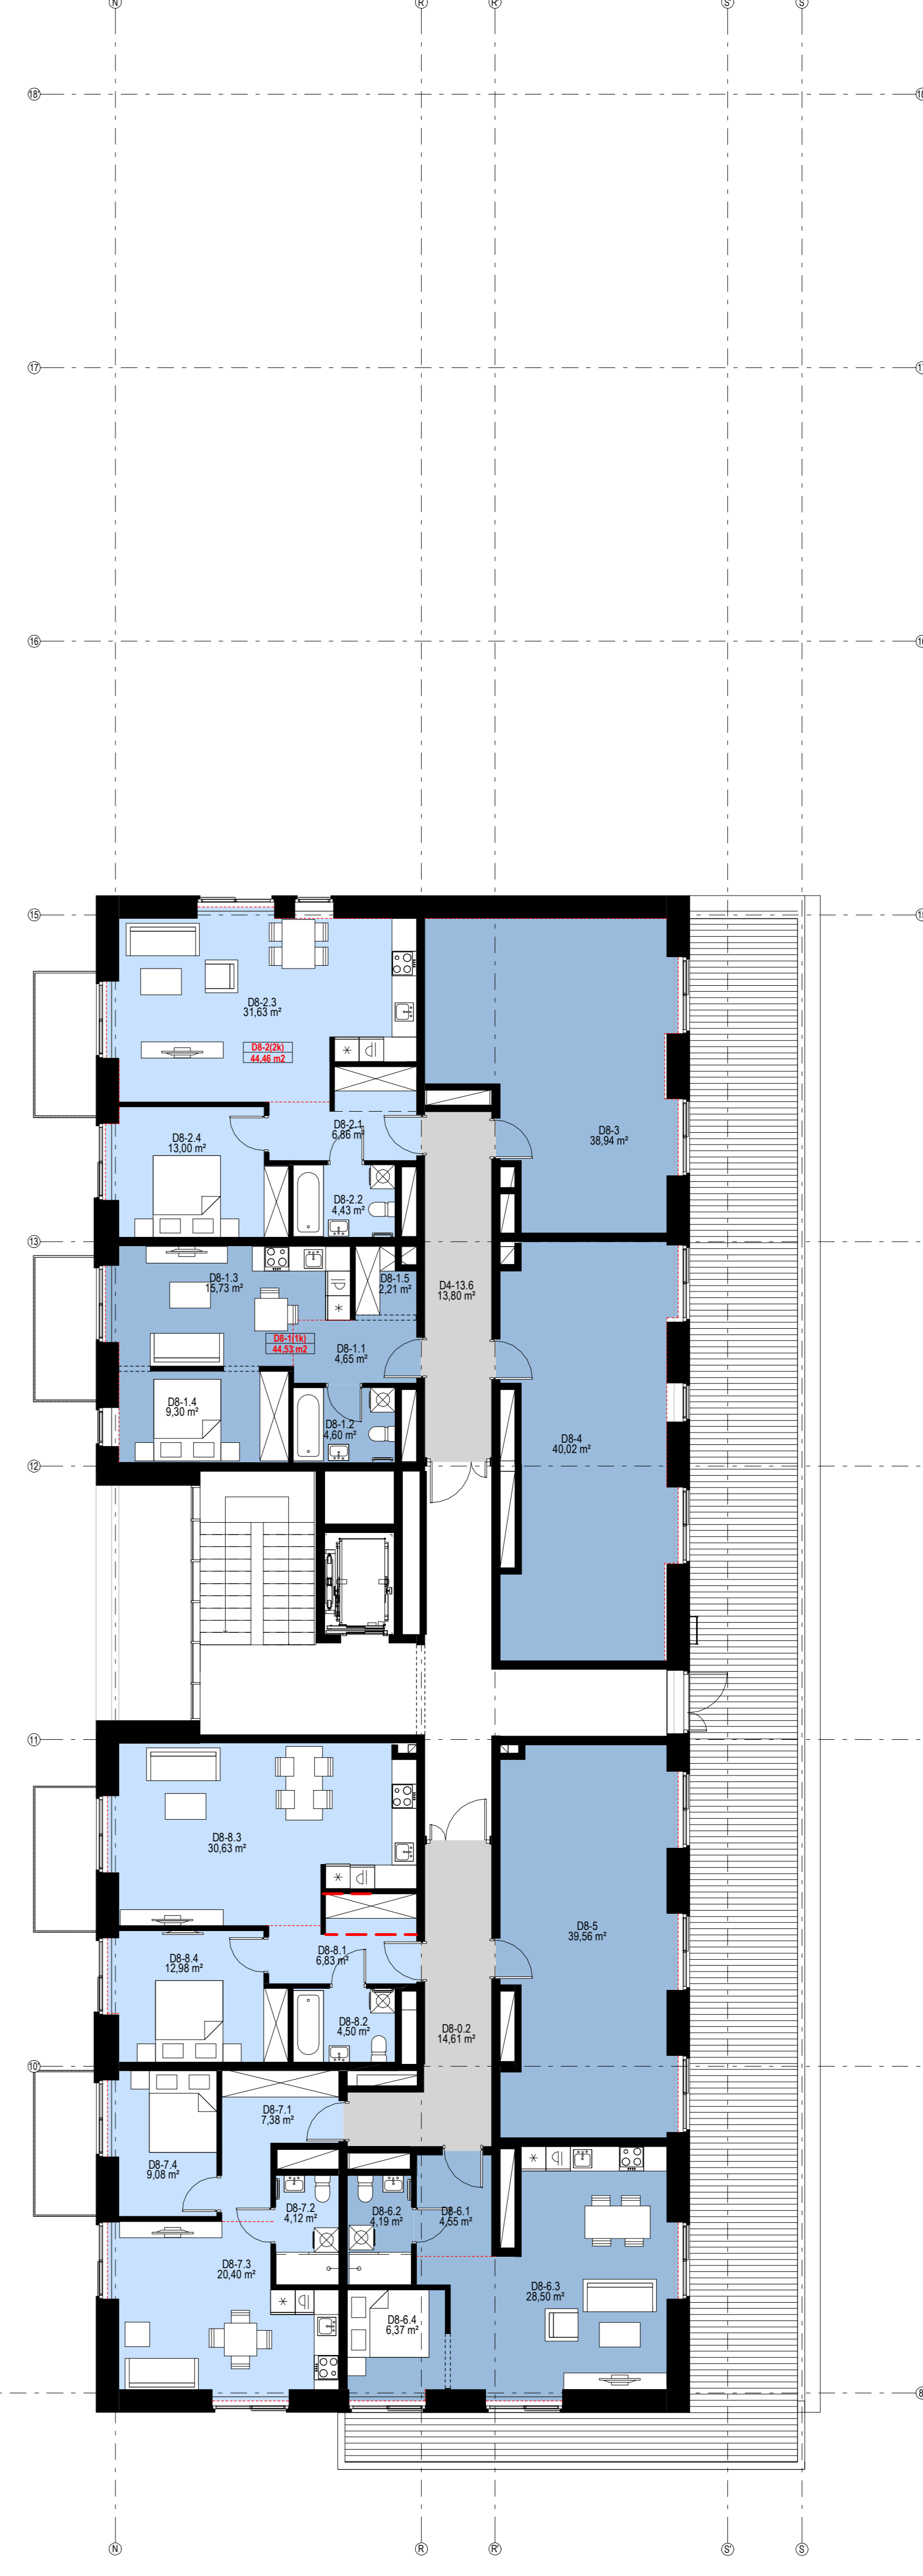 N
R
R'
S'
S
18'
18
17
17
16
16
15
15
D8-2.3
31,63 m²
D8-2(2k)
44.46 m2
D8-2.1
6,86 m²
D8-3
38,94 m²
D8-2.4
13,00 m²
D8-2.2
4,43 m²
13
D8-1.3
15,73 m²
D8-1.5
2,21 m²
D4-13.6
13,80 m²
D8-1(1k)
44,53 m2
D8-1.1
4,65 m²
D8-1.4
9,30 m²
D8-1.2
4,60 m²
D8-4
40,02 m²
12
11
D8-8.3
30,63 m²
D8-5
39,56 m²
D8-8.1
6,83 m²
D8-8.4
12,98 m²
D8-8.2
4,50 m²
D8-0.2
14,61 m²
10
D8-7.1
7,38 m²
D8-7.4
9,08 m²
D8-7.2
4,12 m²
D8-6.2
4,19 m²
D8-6.1
4,55 m²
D8-7.3
20,40 m²
D8-6.3
28,50 m²
D8-6.4
6,37 m²
8
N
R
R'
S'
S